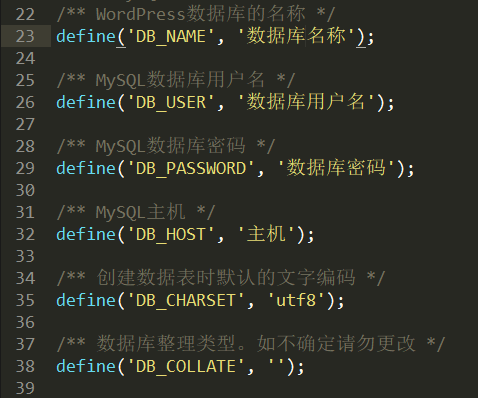 22 /** WordPress数据库的名称 */
23 define('DB_NAME', '数据库名称');
24
25 /** MySQL数据库用户名 */
26 define('DB_USER', '数据库用户名');
27
28 /** MySQL数据库密码 */
29 define('DB_PASSWORD', '数据库密码');
30
31 /** MySQL主机 */
32 define('DB_HOST', '主机');
33
34 /** 创建数据表时默认的文字编码 */
35 define('DB_CHARSET', 'utf8');
36
37 /** 数据库整理类型。如不确定请勿更改 */
38 define('DB_COLLATE', '');
39